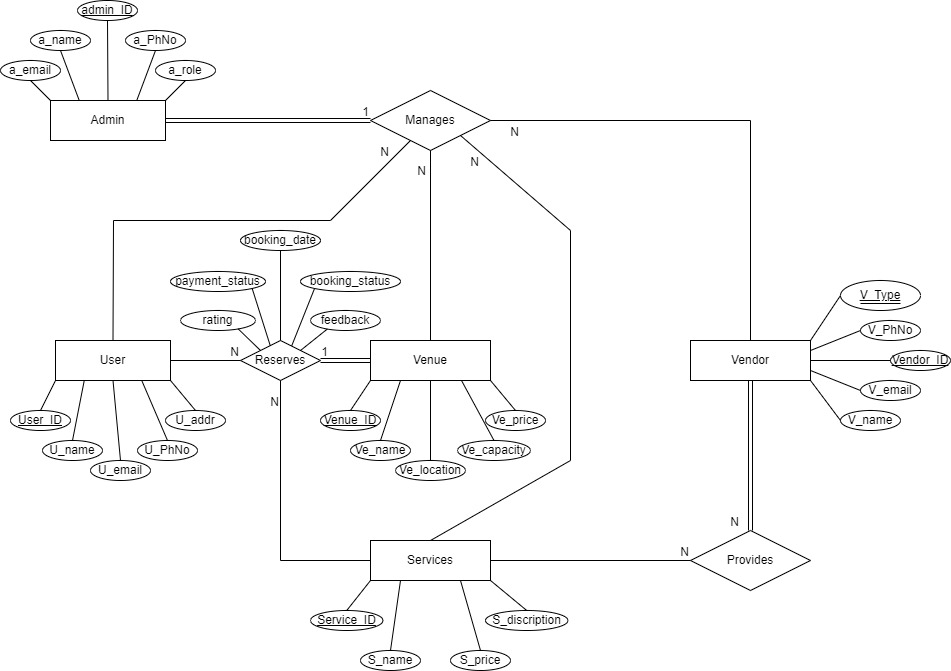 admin_ID
a_name
a_PhNo
a_email
a_role
Admin
1
Manages
N
N
N
N
booking_date
payment_status
booking_status
rating
feedback
V_Type
V_PhNo
User
N
Reserves
1
Venue
Vendor
Vendor_ID
N
V_email
User_ID
U_addr
Venue_ID
Ve_price
V_name
U_name
U_PhNo
Ve_name
Ve_capacity
U_email
Ve_location
N
Services
N
Provides
Service_ID
S_discription
S_name
S_price